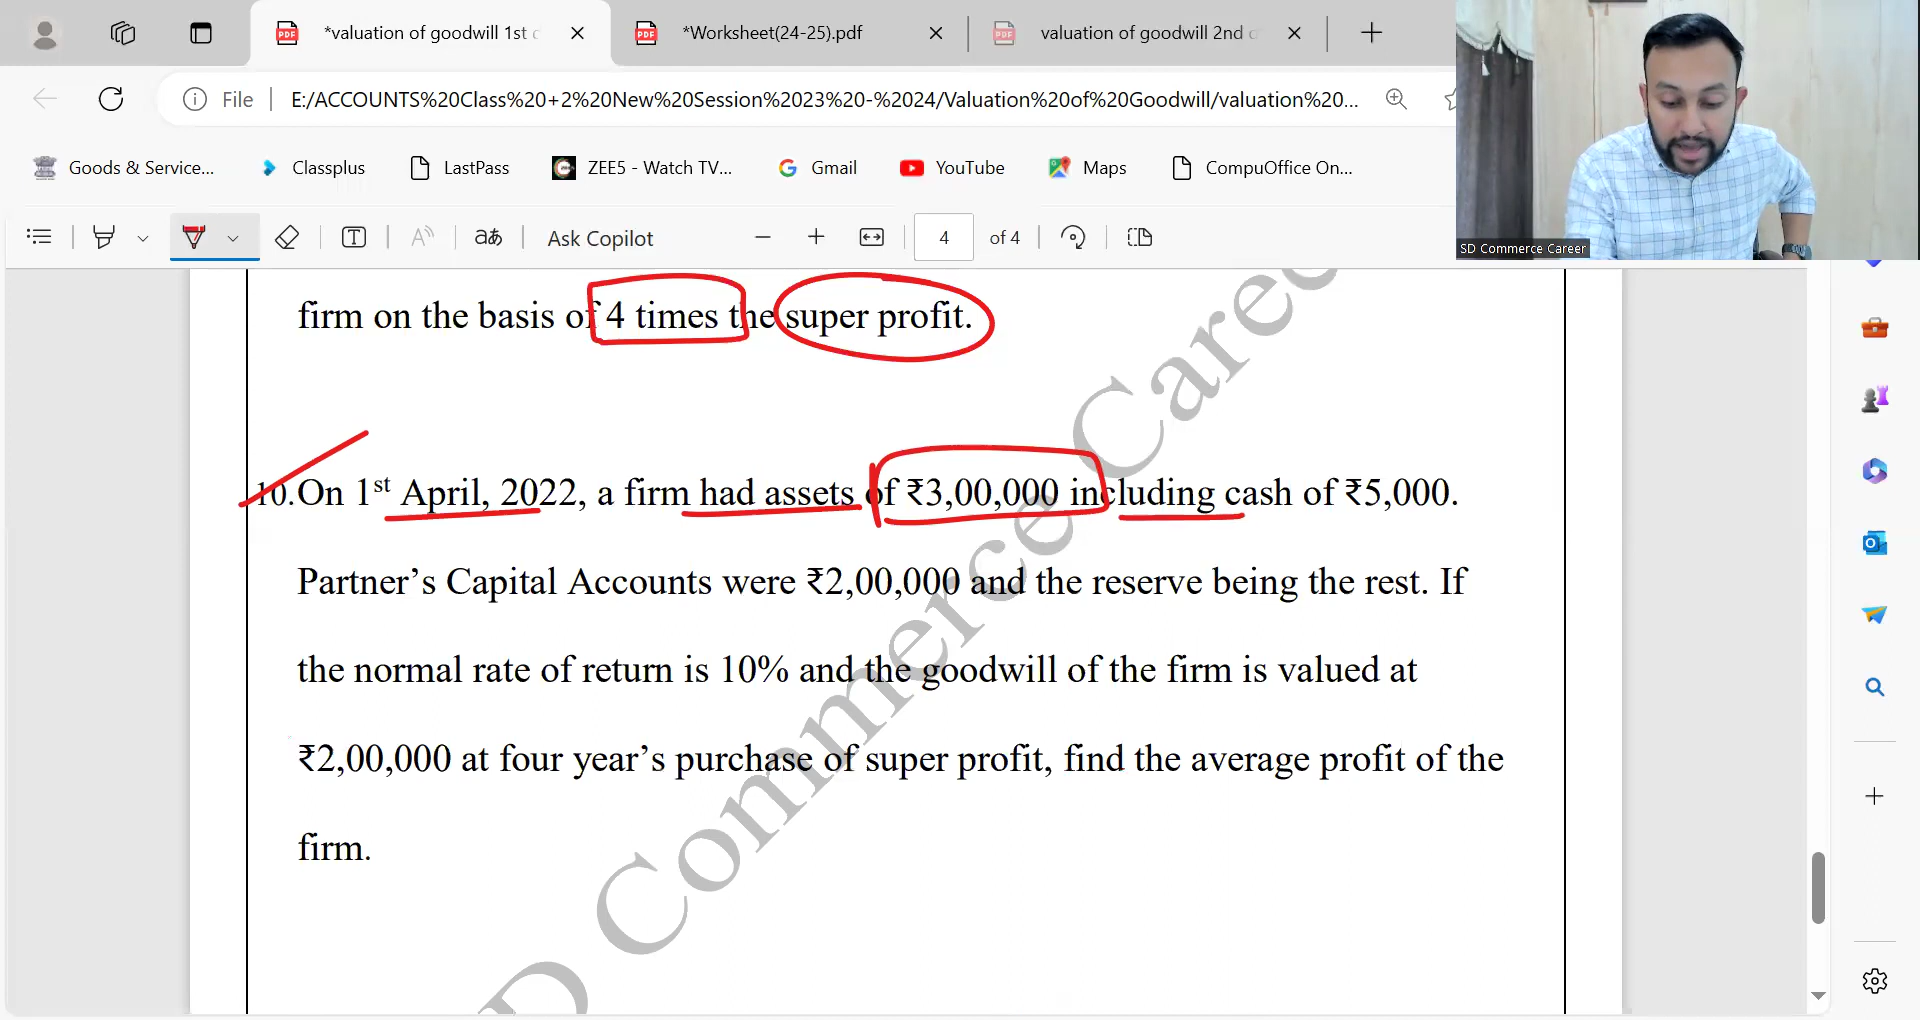 *valuation of goodwill 1st
*Worksheet(24-25).pdf
valuation of goodwill 2nd
File
E:/ACCOUNTS%20Class%20+2%20New%20Session%2023%20-%2024/Valuation%20of%20Goodwill/valuation%20...
Goods & Service...
Classplus
LastPass
ZEE5 - Watch TV...
Gmail
YouTube
Maps
CompuOffice On...
SD Commerce Career
Ask Copilot
4
of 4
firm on the basis of 4 times the super profit.
10. On 1st April, 2022, a firm had assets of ₹3,00,000 including cash of ₹5,000.
Partner’s Capital Accounts were ₹2,00,000 and the reserve being the rest. If
the normal rate of return is 10% and the goodwill of the firm is valued at
₹2,00,000 at four year’s purchase of super profit, find the average profit of the
firm.
D Commerce Caree